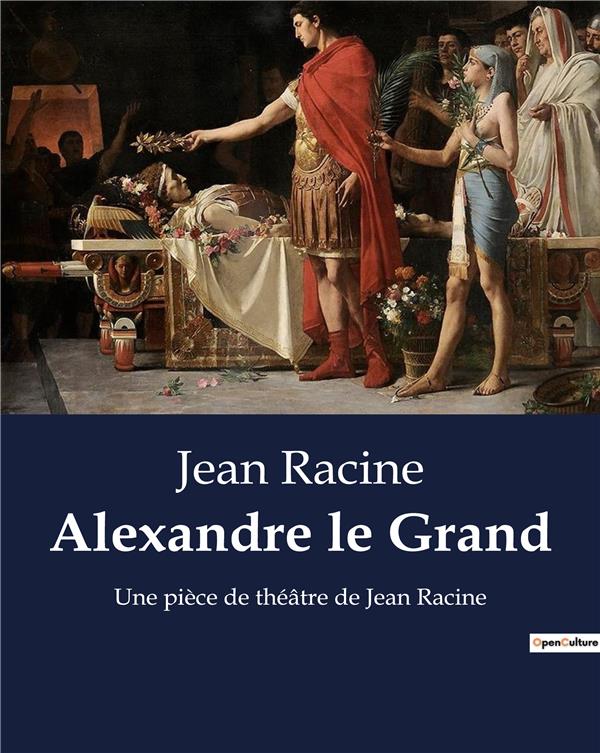 Jean Racine
Alexandre le Grand
Une pièce de théâtre de Jean Racine
OpenCulture